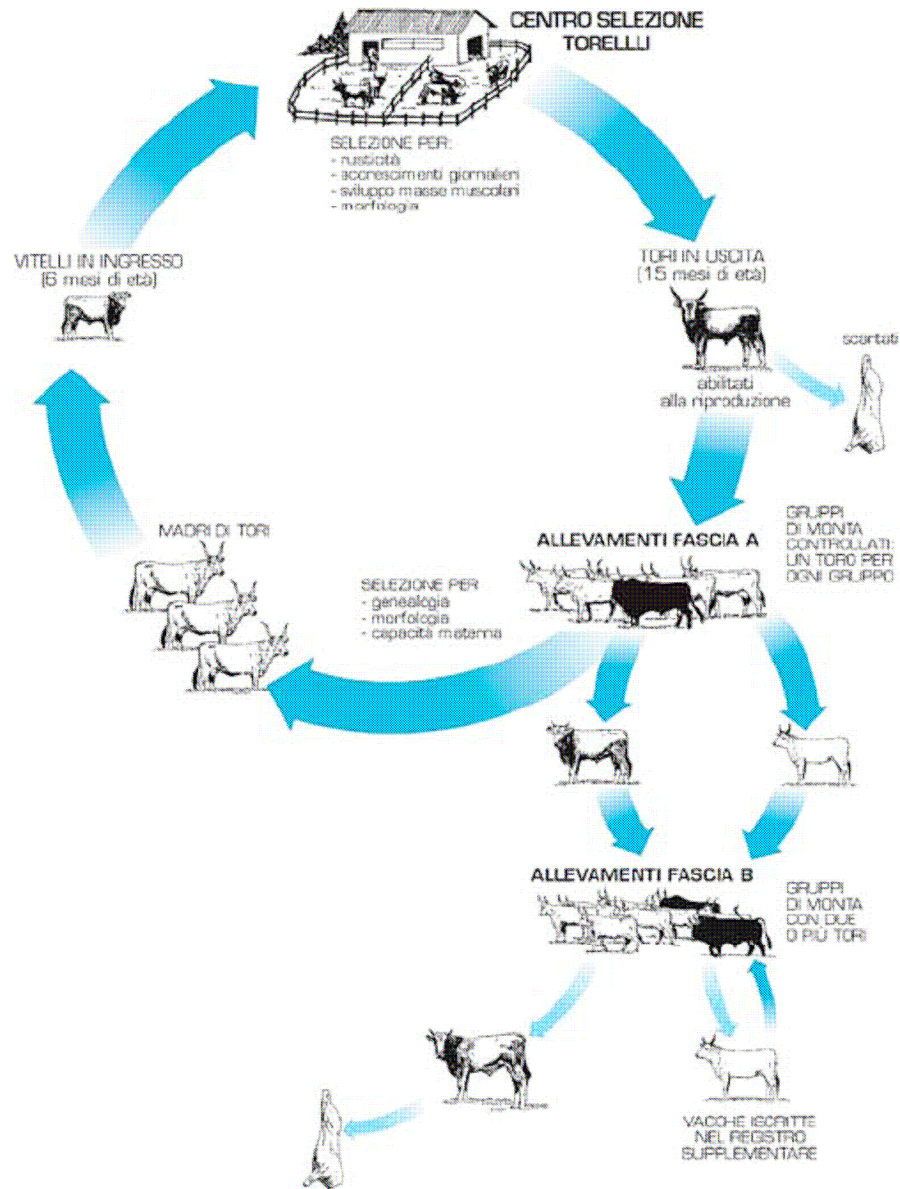 CENTRO SELEZIONE
TORELLI
SELEZIONE PER:
- rusticità
- accrescimenti giornalieri
- sviluppo masse muscolari
- morfologia
VITELLI IN INGRESSO
(6 mesi di età)
TORI IN USCITA
(15 mesi di età)
scartati
abilitati
alla riproduzione
MADRI DI TORI
SELEZIONE PER
- genealogia
- morfologia
- capacità materna
ALLEVAMENTI FASCIA A
GRUPPI
DI MONTA
CONTROLLATI:
UN TORO PER
OGNI GRUPPO
ALLEVAMENTI FASCIA B
GRUPPI
DI MONTA
CON DUE
O PIÙ TORI
VACCHE ISCRITTE
NEL REGISTRO
SUPPLEMENTARE